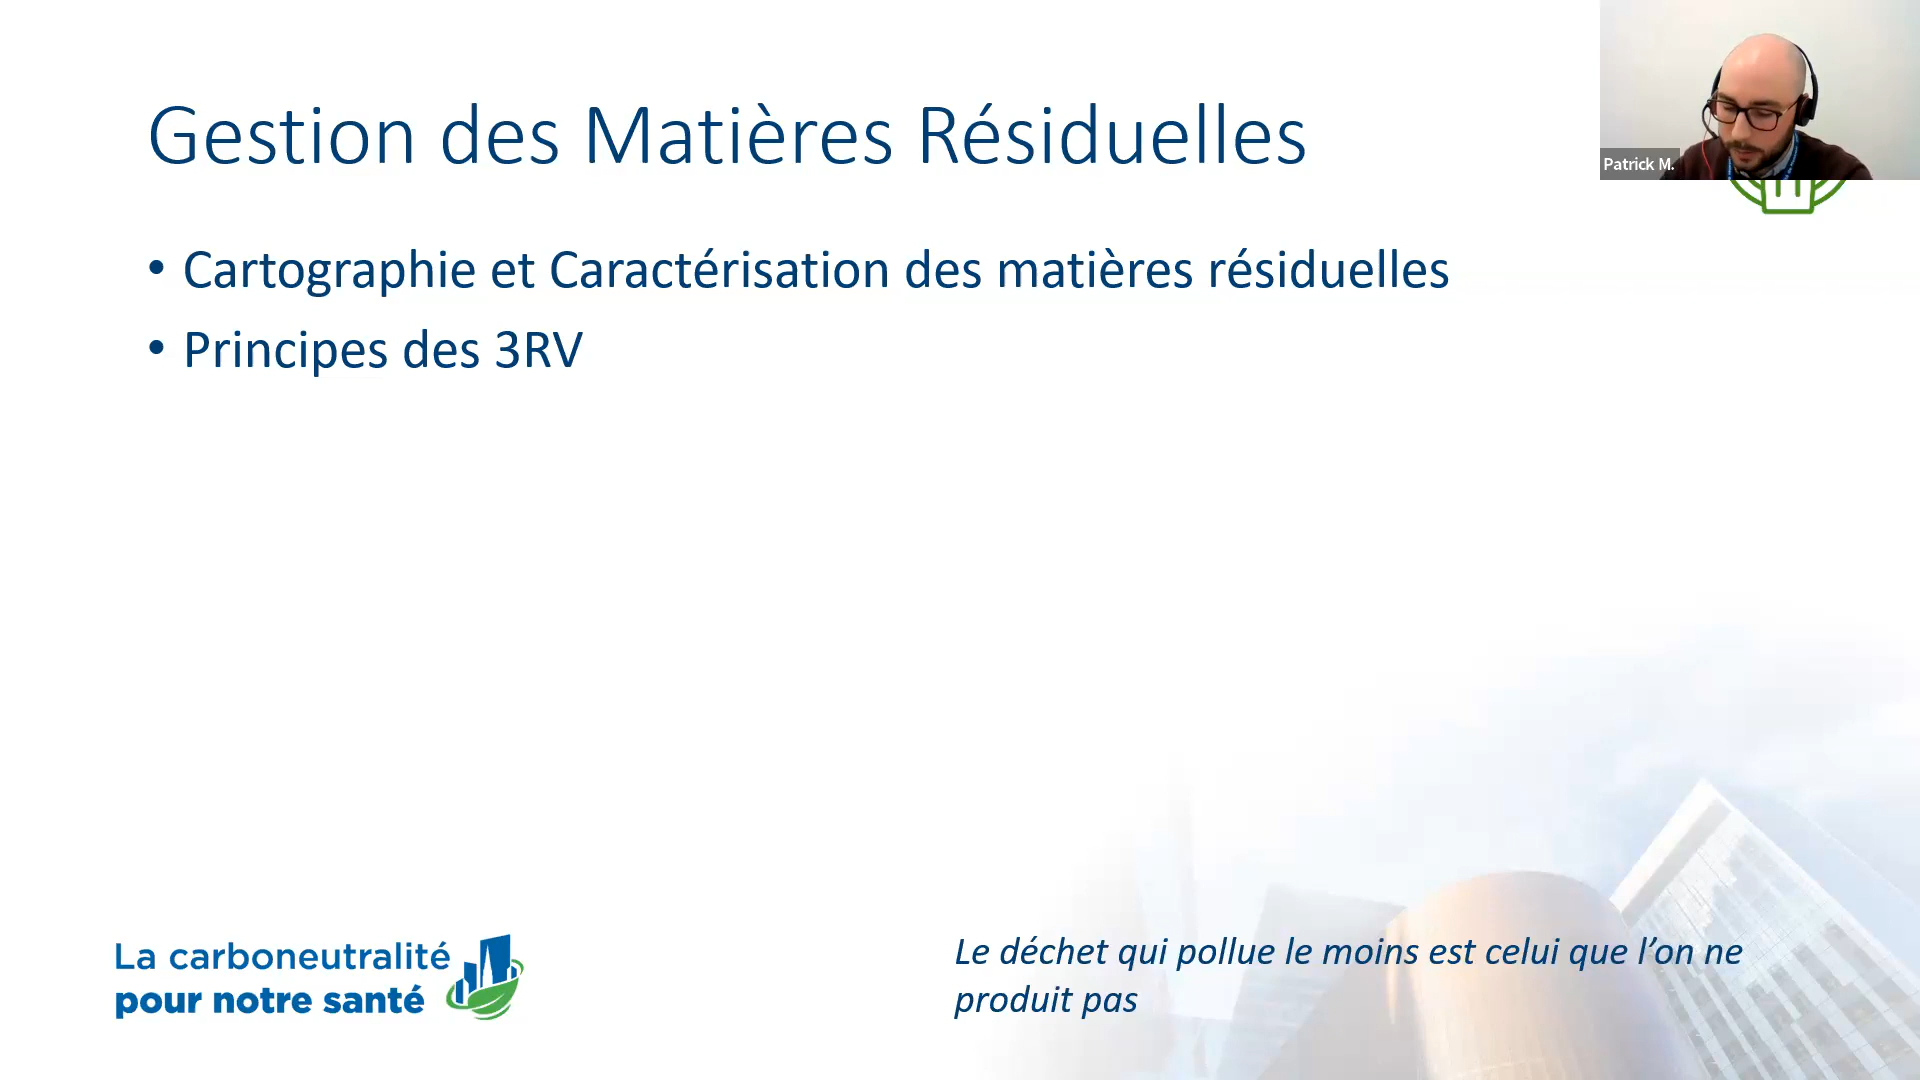 Gestion des Matières Résiduelles
Patrick M.
• Cartographie et Caractérisation des matières résiduelles
• Principes des 3RV
La carboneutralité
pour notre santé
Le déchet qui pollue le moins est celui que l’on ne
produit pas